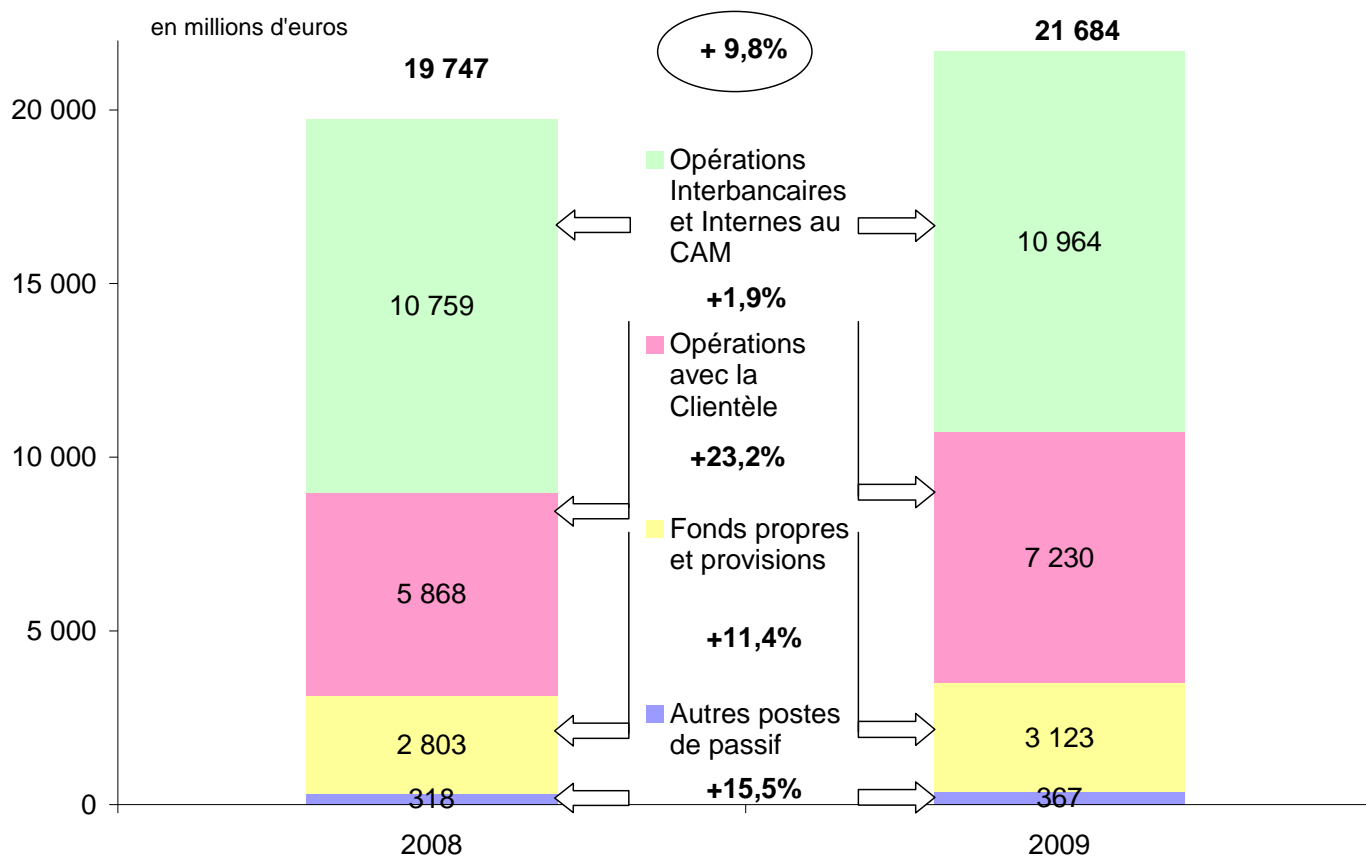 en millions d'euros
19 747
+ 9,8%
21 684
20 000
15 000
10 000
5 000
0
10 759
5 868
2 803
318
Opérations
Interbancaires
et Internes au
CAM
+1,9%
Opérations
avec la
Clientèle
+23,2%
Fonds propres
et provisions
+11,4%
Autres postes
de passif
+15,5%
10 964
7 230
3 123
367
2008
2009